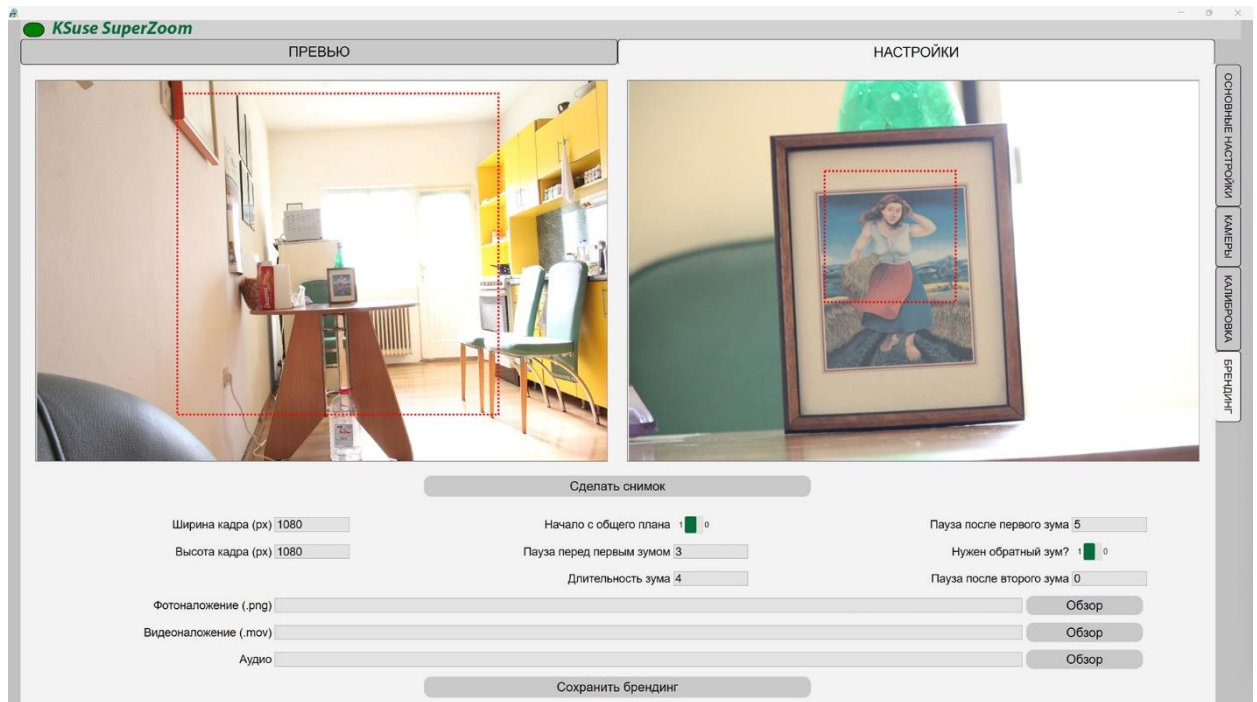 KSuse SuperZoom
ПРЕВЬЮ
НАСТРОЙКИ
ОСНОВНЫЕ НАСТРОЙКИ
КАМЕРЫ
КАЛИБРОВКА
БРЕНДИНГ
Сделать снимок
Ширина кадра (px) 1080
Начало с общего плана 1 0
Пауза после первого зума 5
Высота кадра (px) 1080
Пауза перед первым зумом 3
Нужен обратный зум? 1 0
Длительность зума 4
Пауза после второго зума 0
Фотоналожение (.png)
Обзор
Видеоналожение (.mov)
Обзор
Аудио
Обзор
Сохранить брендинг